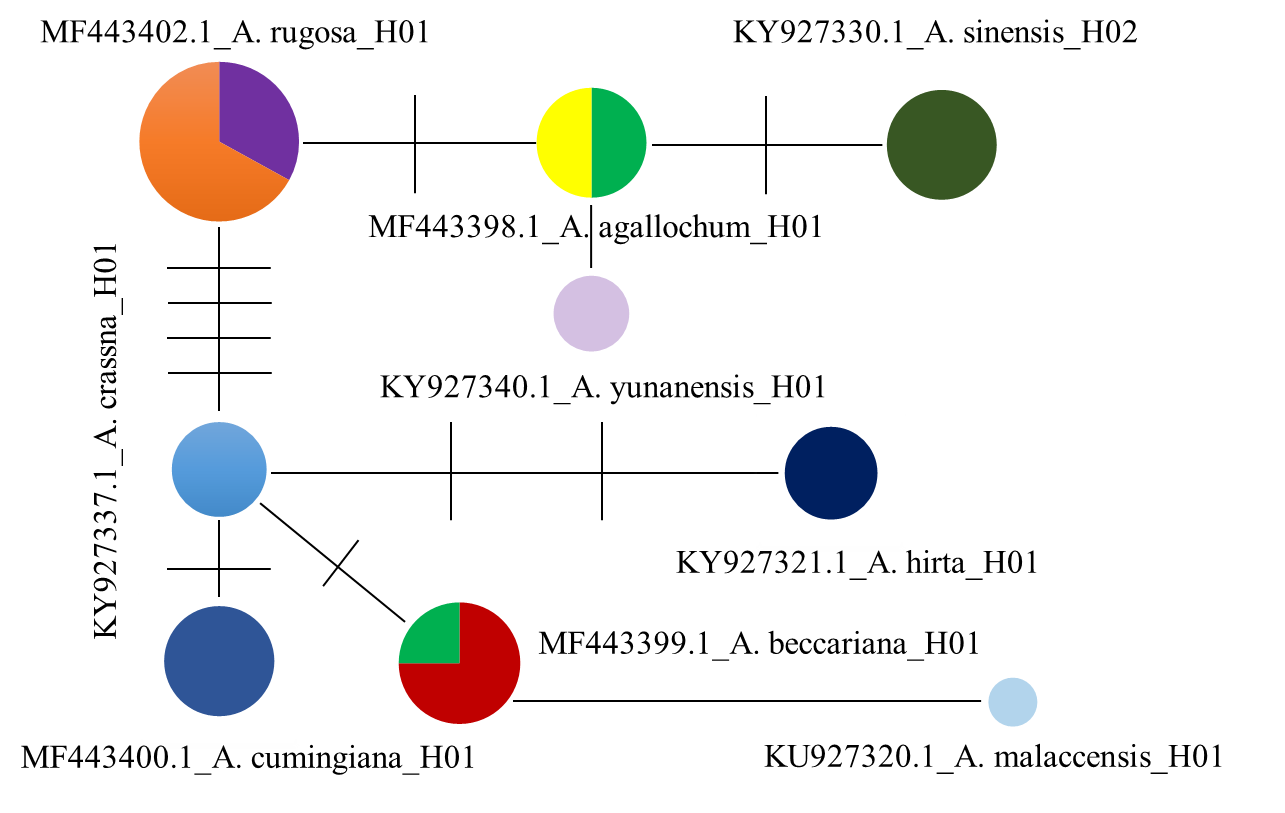 MF443402.1_A. rugosa_H01
KY927330.1_A. sinensis_H02
MF443398.1_A. agallochum_H01
KY927337.1_A. crassna_H01
KY927340.1_A. yunanensis_H01
KY927321.1_A. hirta_H01
MF443399.1_A. beccariana_H01
MF443400.1_A. cumingiana_H01
KU927320.1_A. malaccensis_H01